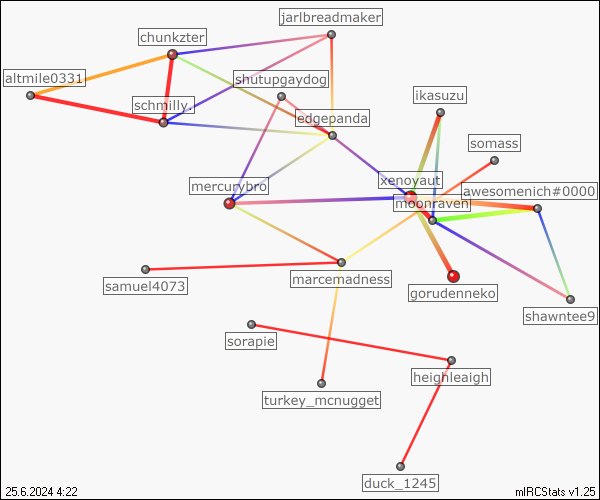 jarlbreadmaker
chunkzter
altmile0331
shitupgaydog
ikasuzu
schmilly.
edgepanda
somass
xenoyaut
mercurybro
awesomenich#0000
moonraven
marcemadness
samuel4073
gorudenneko
shawntee9
sorapie
heighleaigh
turkey_mcnugget
duck_1245
25.6.2024 4:22
mIRCStats v1.25